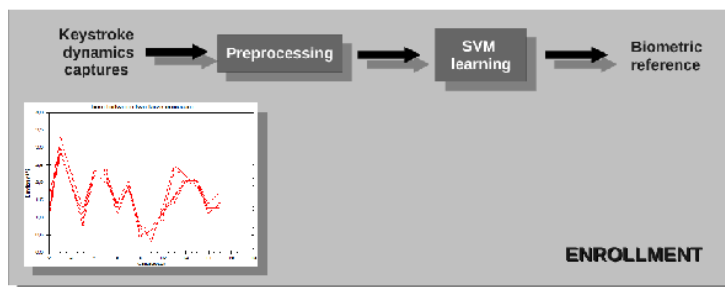 Keystroke
dynamics
captures
Preprocessing
SVM
learning
Biometric
reference
ENROLLMENT